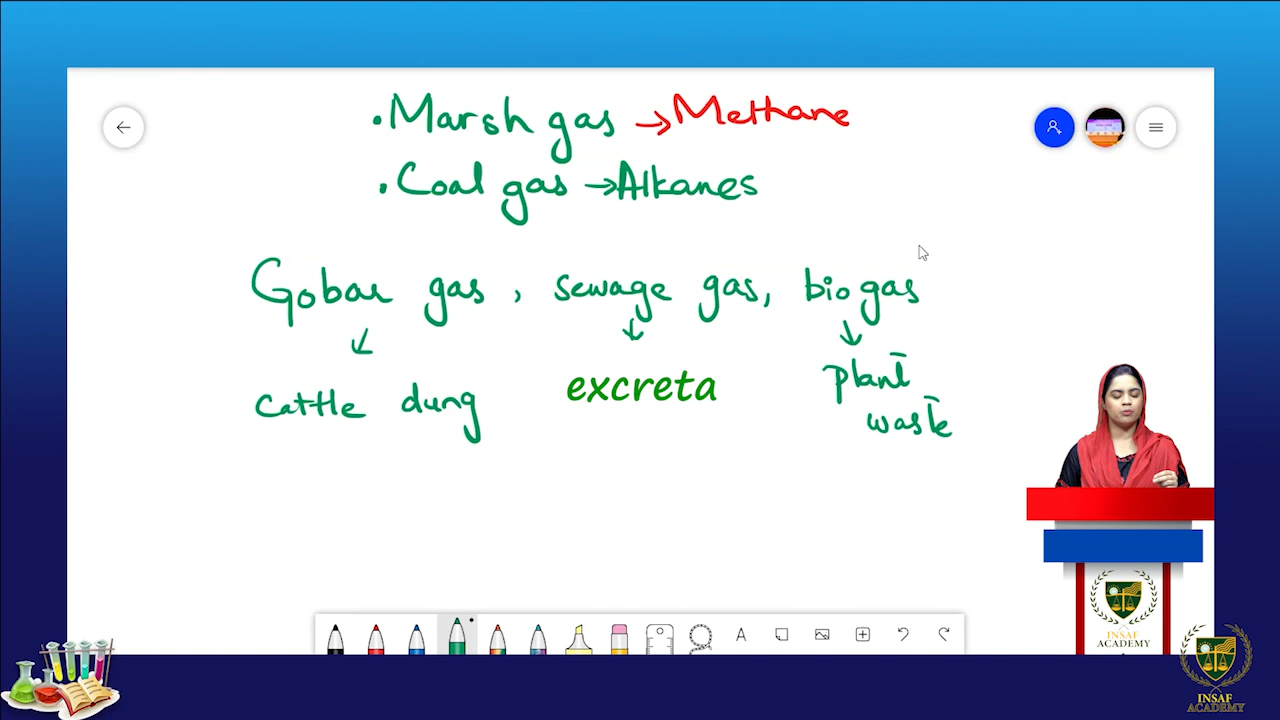 • Marsh gas → Methane
• Coal gas → Alkanes
Gobar gas , sewage gas, biogas
cattle dung
excreta
plant
waste
A
INSAF
ACADEMY
INSAF
ACADEMY